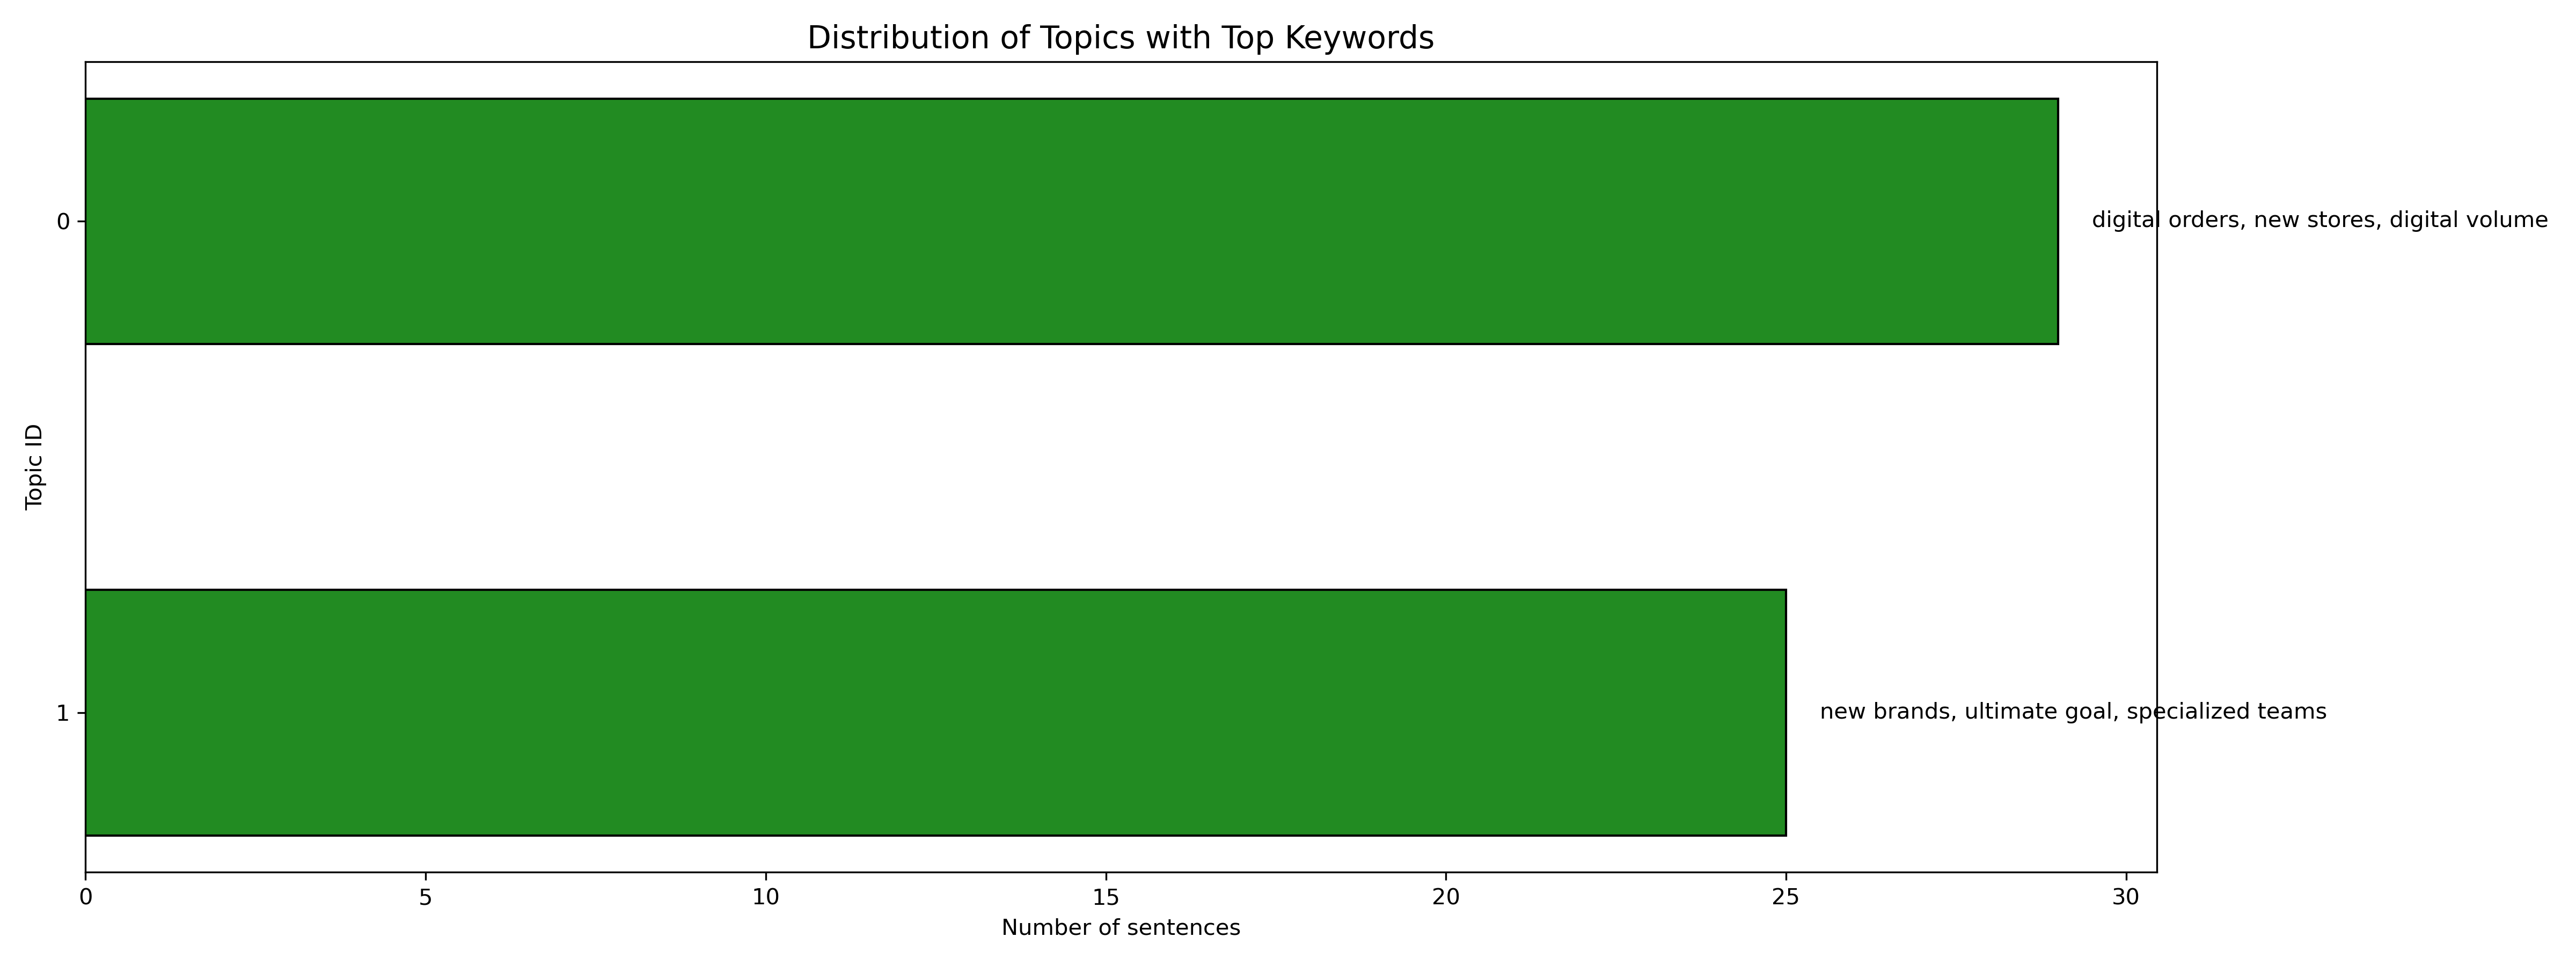 Distribution of Topics with Top Keywords
0
digital orders, new stores, digital volume
Topic ID
1
new brands, ultimate goal, specialized teams
0 5 10 15 20 25 30
Number of sentences